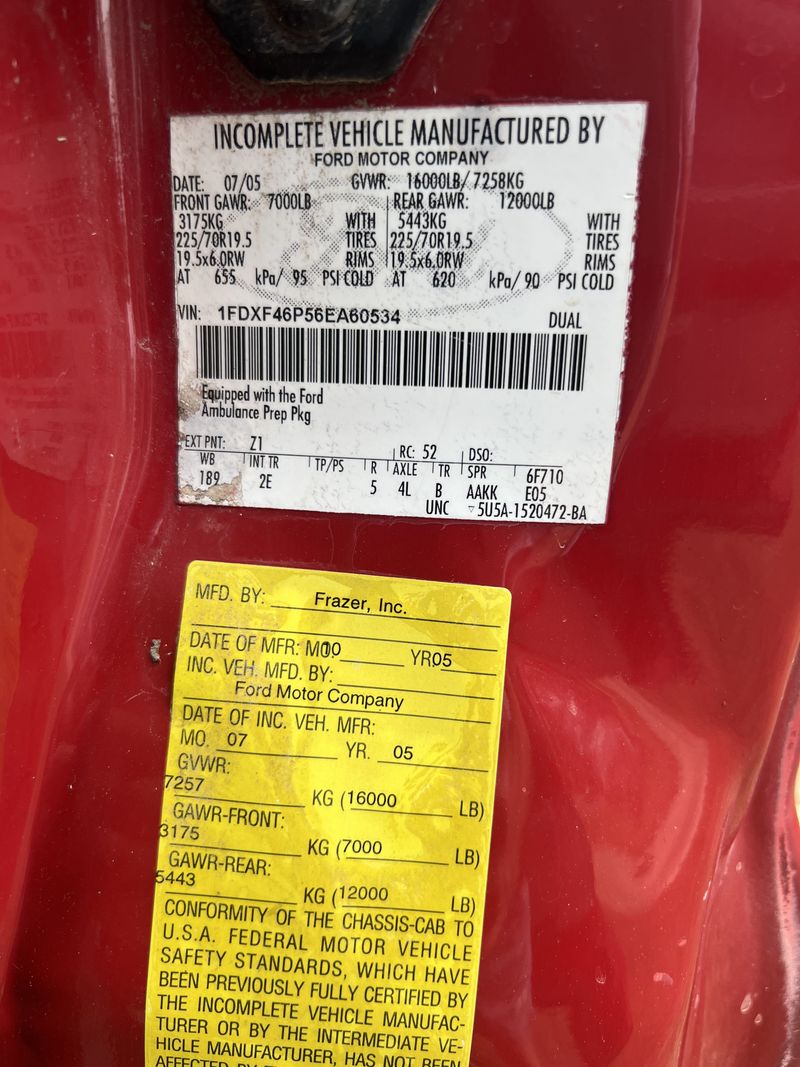 INCOMPLETE VEHICLE MANUFACTURED BY
FORD MOTOR COMPANY
DATE: 07/05 GVWR: 16000LB/ 7258KG
FRONT GAWR: 7000LB REAR GAWR: 12000LB
3175KG WITH 5443KG WITH
225/70R19.5 TIRES 225/70R19.5 TIRES
19.5x6.0RW RIMS 19.5x6.0RW RIMS
AT 655 kPa/ 95 PSI COLD AT 620 kPa/ 90 PSI COLD
VIN: 1FDXF46P56EA60534 DUAL
Equipped with the Ford
Ambulance Prep Pkg
EXT PNT: Z1 RC: 52 DSO:
WB INT TR TP/PS R AXLE TR SPR 6F710
189 2E 5 4L B AAKK E05
UNC 5U5A-1520472-BA
MFD. BY: Frazer, Inc.
DATE OF MFR: MO. 10 YR. 05
INC. VEH. MFD. BY:
Ford Motor Company
DATE OF INC. VEH. MFR:
MO. 07 YR. 05
GVWR:
7257 KG (16000 LB)
GAWR-FRONT:
3175 KG (7000 LB)
GAWR-REAR:
5443 KG (12000 LB)
CONFORMITY OF THE CHASSIS-CAB TO
U.S.A. FEDERAL MOTOR VEHICLE
SAFETY STANDARDS, WHICH HAVE
BEEN PREVIOUSLY FULLY CERTIFIED BY
THE INCOMPLETE VEHICLE MANUFAC-
TURER OR BY THE INTERMEDIATE VE-
HICLE MANUFACTURER, HAS NOT BEEN
AFFECTED BY